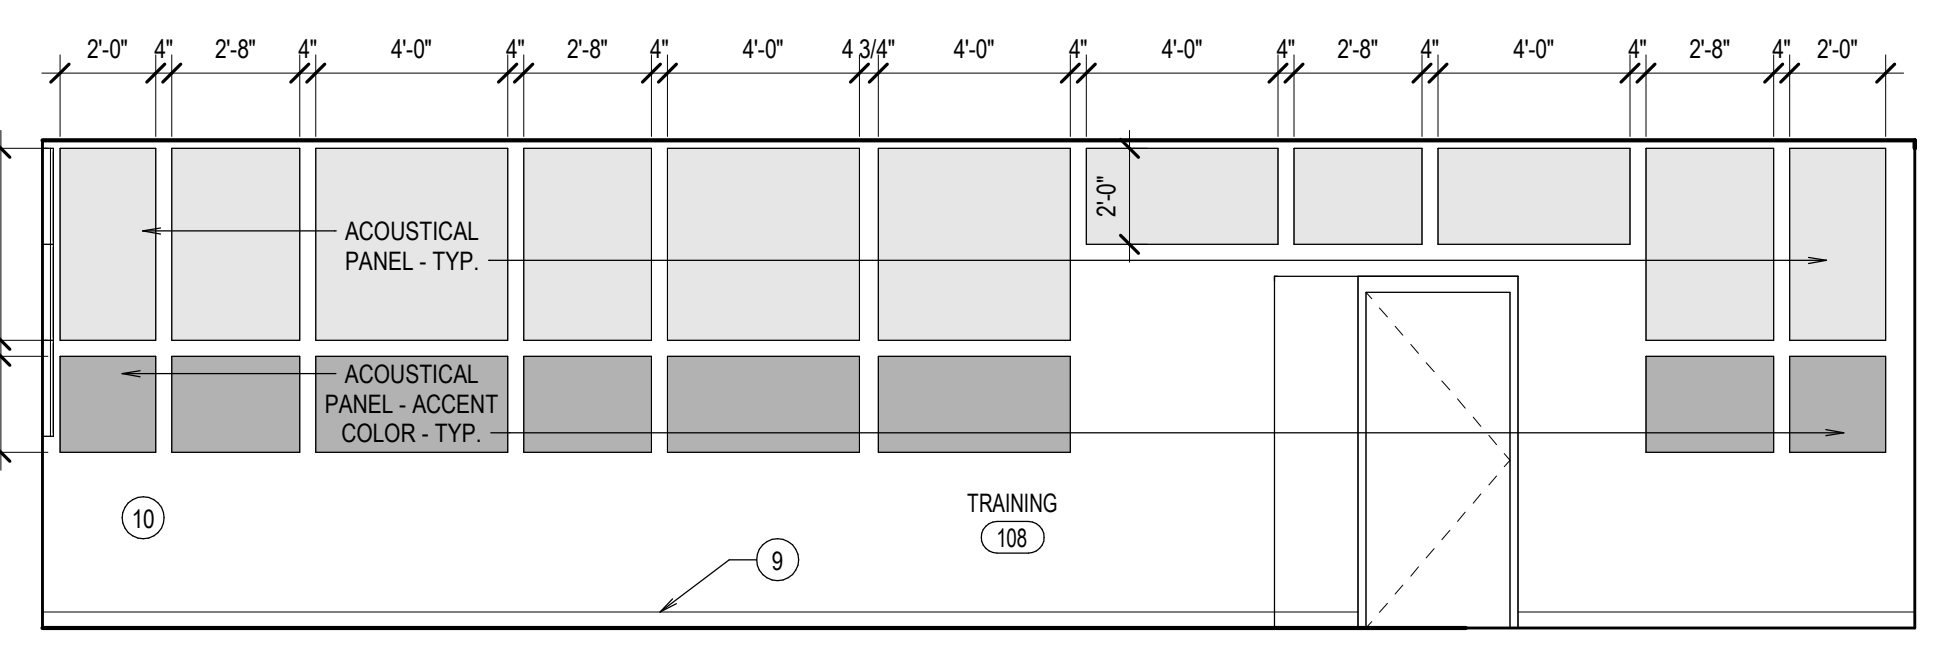 2'-0" 4" 2'-8" 4" 4'-0" 4" 2'-8" 4" 4'-0" 4 3/4" 4'-0" 4" 4'-0" 4" 2'-8" 4" 4'-0" 4" 2'-8" 4" 2'-0"
2'-0"
ACOUSTICAL
PANEL - TYP.
ACOUSTICAL
PANEL - ACCENT
COLOR - TYP.
10
TRAINING
108
9